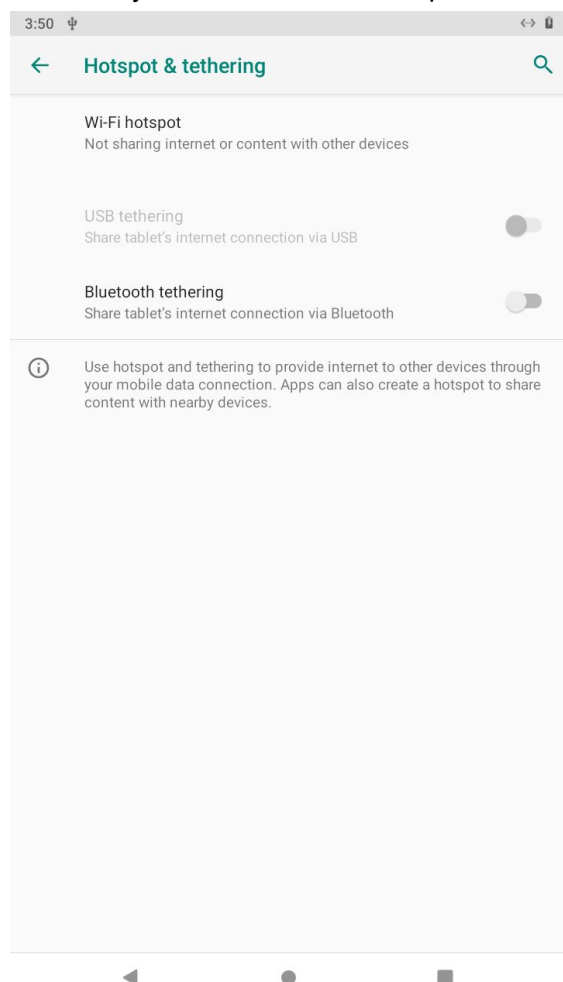 3:50
Hotspot & tethering
Wi-Fi hotspot
Not sharing internet or content with other devices
USB tethering
Share tablet's internet connection via USB
Bluetooth tethering
Share tablet's internet connection via Bluetooth
Use hotspot and tethering to provide internet to other devices through
your mobile data connection. Apps can also create a hotspot to share
content with nearby devices.